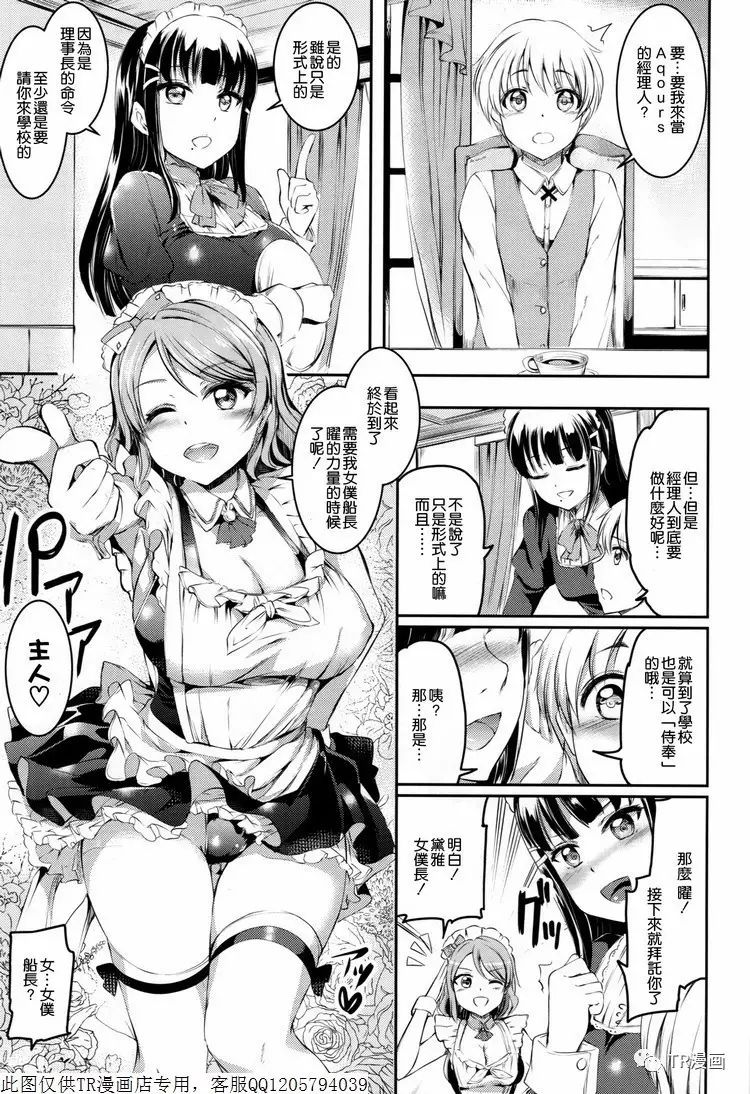 要…要我來當
Aqours
的經理人？
是的
雖說只是
形式上的
因為是
理事長的命令
至少還是要
請你來學校的
但…但是
經理人到底要
做什麼好呢…
不是說了
只是形式上的嘛
而且……
就算到了學校
也是可以「侍奉」
的哦…
咦？
那…那是…
那麼曜！
接下來就拜託你了
明白！
黛雅
女僕長！
看起來
終於到了
需要我女僕船長
曜的力量的時候
了呢！
パアアア
主人♡
女…女僕
船長？
TR漫画
此图仅供TR漫画店专用，客服QQ1205794039